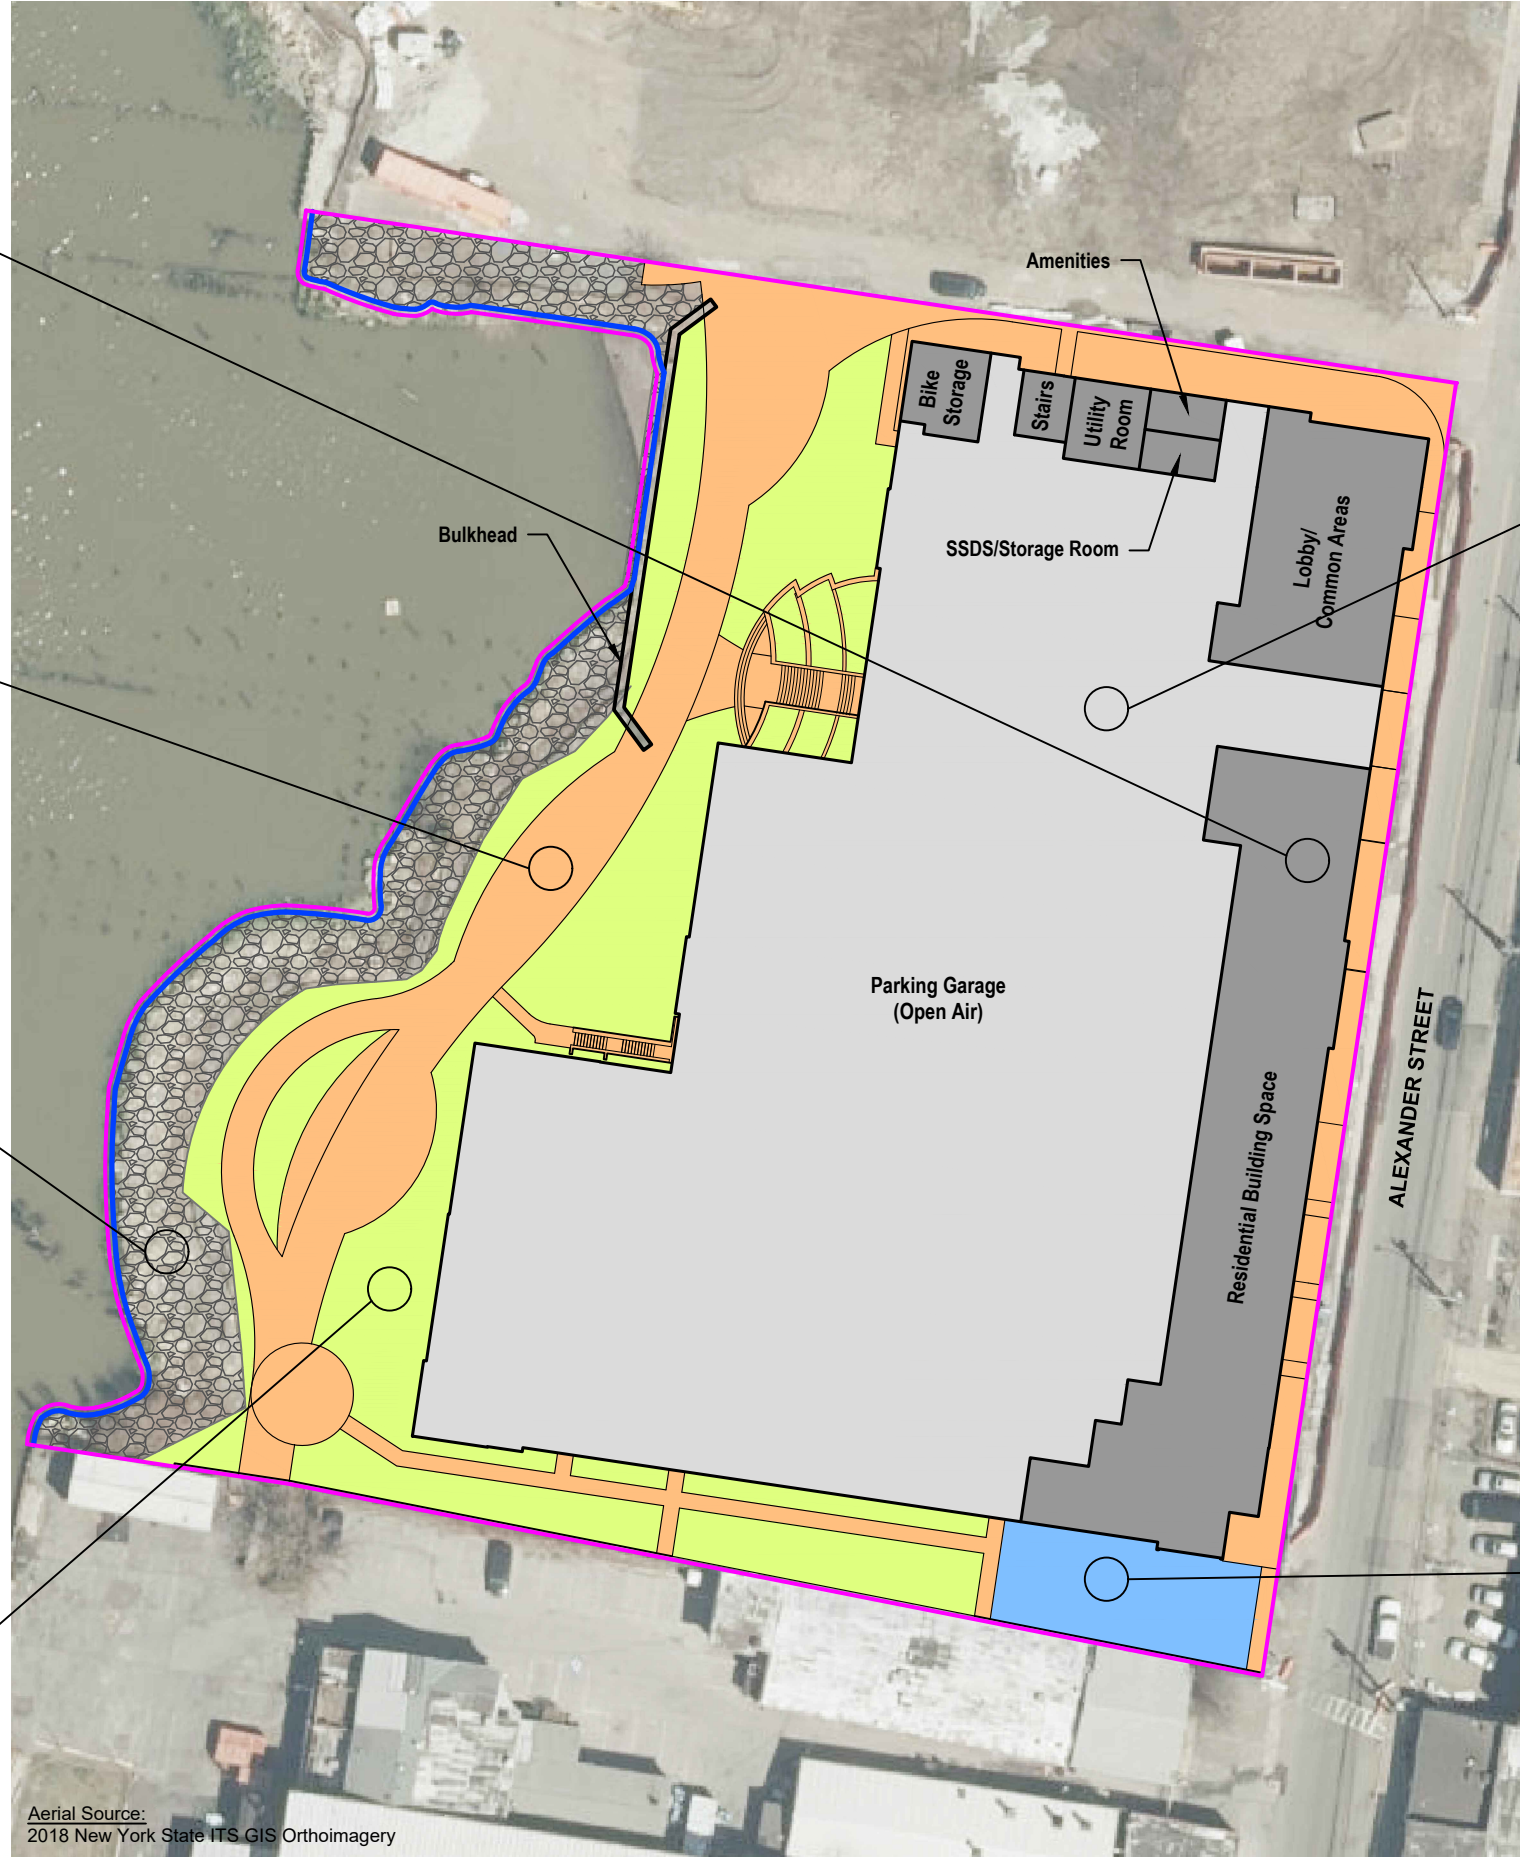 Amenities
Bike
Storage
Stairs
Utility
Room
Bulkhead
SSDS/Storage Room
Lobby/
Common Areas
Parking Garage
(Open Air)
Residential Building Space
ALEXANDER STREET
Aerial Source:
2018 New York State ITS GIS Orthoimagery